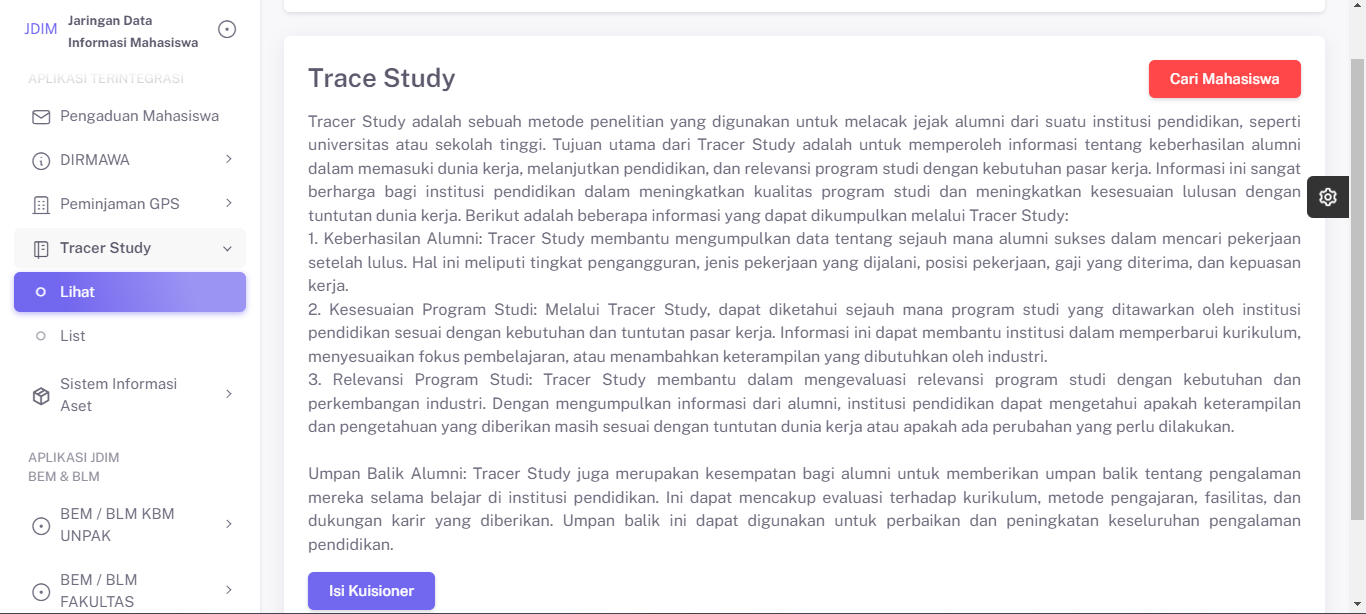 JDIM
Jaringan Data
Informasi Mahasiswa
APLIKASI TERINTEGRASI
Pengaduan Mahasiswa
DIRMAWA
Peminjaman GPS
Tracer Study
Lihat
List
Sistem Informasi
Aset
APLIKASI JDIM
BEM & BLM
BEM / BLM KBM
UNPAK
BEM / BLM
FAKULTAS
Trace Study
Cari Mahasiswa
Tracer Study adalah sebuah metode penelitian yang digunakan untuk melacak jejak alumni dari suatu institusi pendidikan, seperti
universitas atau sekolah tinggi. Tujuan utama dari Tracer Study adalah untuk memperoleh informasi tentang keberhasilan alumni
dalam memasuki dunia kerja, melanjutkan pendidikan, dan relevansi program studi dengan kebutuhan pasar kerja. Informasi ini sangat
berharga bagi institusi pendidikan dalam meningkatkan kualitas program studi dan meningkatkan kesesuaian lulusan dengan
tuntutan dunia kerja. Berikut adalah beberapa informasi yang dapat dikumpulkan melalui Tracer Study:
1. Keberhasilan Alumni: Tracer Study membantu mengumpulkan data tentang sejauh mana alumni sukses dalam mencari pekerjaan
setelah lulus. Hal ini meliputi tingkat pengangguran, jenis pekerjaan yang dijalani, posisi pekerjaan, gaji yang diterima, dan kepuasan
kerja.
2. Kesesuaian Program Studi: Melalui Tracer Study, dapat diketahui sejauh mana program studi yang ditawarkan oleh institusi
pendidikan sesuai dengan kebutuhan dan tuntutan pasar kerja. Informasi ini dapat membantu institusi dalam memperbarui kurikulum,
menyesuaikan fokus pembelajaran, atau menambahkan keterampilan yang dibutuhkan oleh industri.
3. Relevansi Program Studi: Tracer Study membantu dalam mengevaluasi relevansi program studi dengan kebutuhan dan
perkembangan industri. Dengan mengumpulkan informasi dari alumni, institusi pendidikan dapat mengetahui apakah keterampilan
dan pengetahuan yang diberikan masih sesuai dengan tuntutan dunia kerja atau apakah ada perubahan yang perlu dilakukan.
Umpan Balik Alumni: Tracer Study juga merupakan kesempatan bagi alumni untuk memberikan umpan balik tentang pengalaman
mereka selama belajar di institusi pendidikan. Ini dapat mencakup evaluasi terhadap kurikulum, metode pengajaran, fasilitas, dan
dukungan karir yang diberikan. Umpan balik ini dapat digunakan untuk perbaikan dan peningkatan keseluruhan pengalaman
pendidikan.
Isi Kuisioner